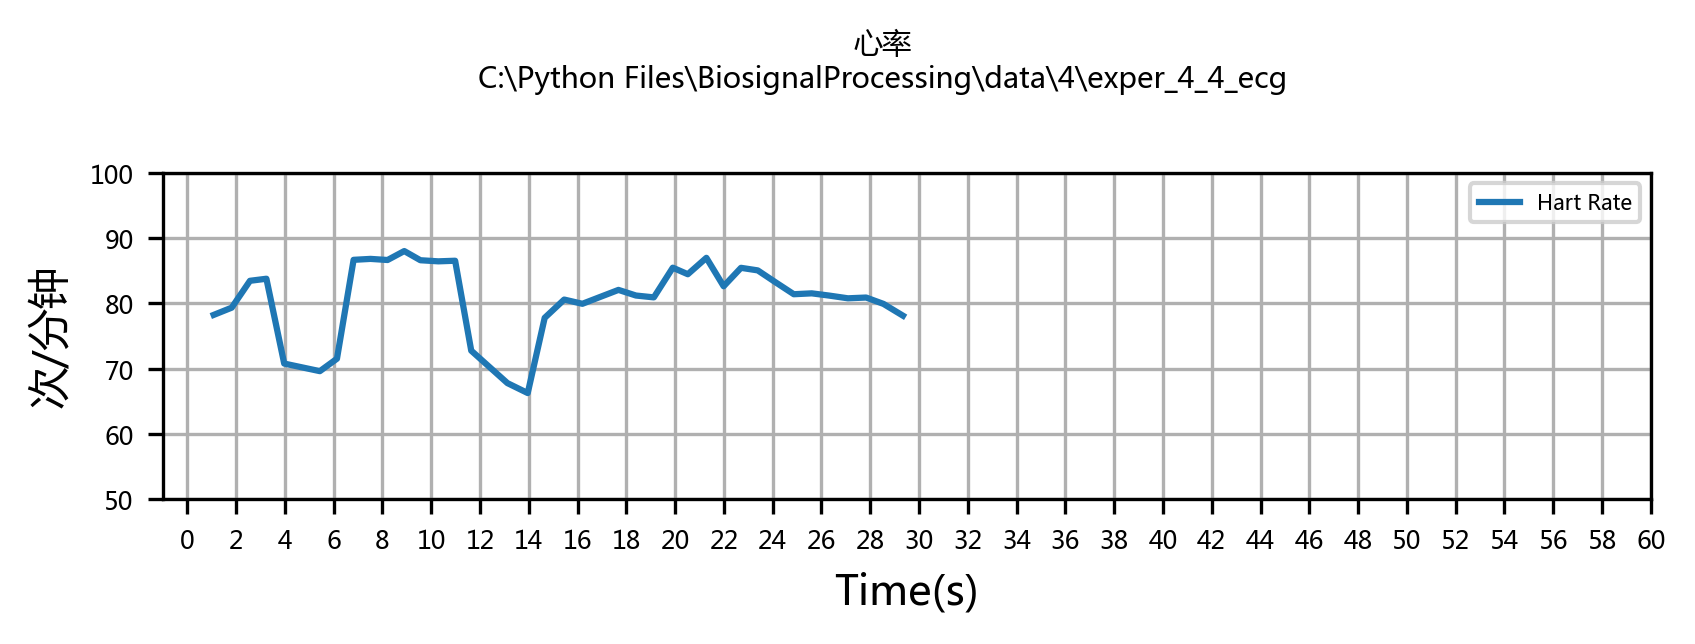 心率
C:\Python Files\BiosignalProcessing\data\4\exper_4_4_ecg
100
90
80
70
60
50
次/分钟
Hart Rate
0 2 4 6 8 10 12 14 16 18 20 22 24 26 28 30 32 34 36 38 40 42 44 46 48 50 52 54 56 58 60
Time(s)